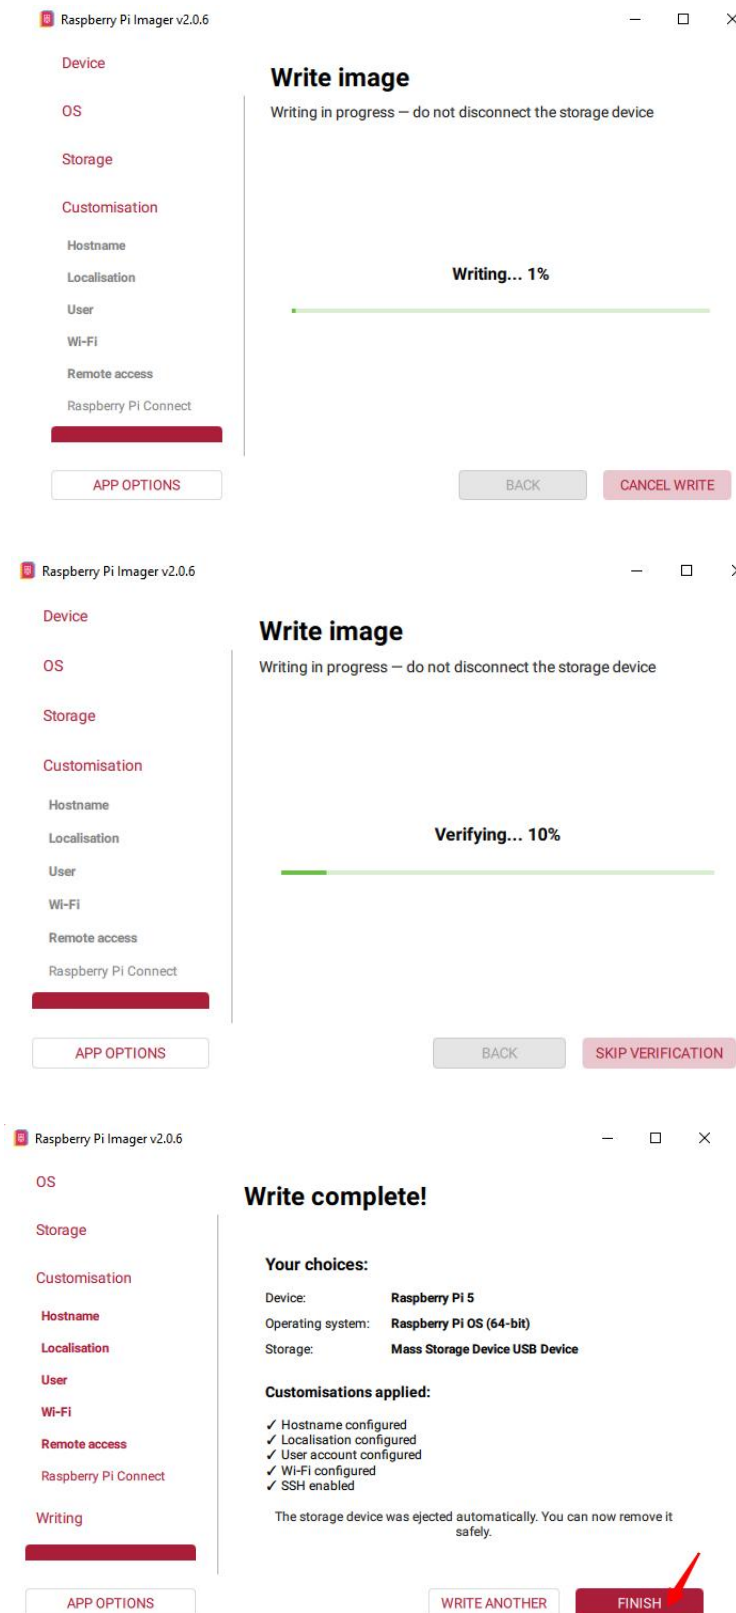 Raspberry Pi Imager v2.0.6
Device
Write image
OS
Writing in progress — do not disconnect the storage device
Storage
Customisation
Hostname
Localisation
Writing... 1%
User
Wi-Fi
Remote access
Raspberry Pi Connect
APP OPTIONS
BACK
CANCEL WRITE
Raspberry Pi Imager v2.0.6
Device
Write image
OS
Writing in progress — do not disconnect the storage device
Storage
Customisation
Hostname
Localisation
Verifying... 10%
User
Wi-Fi
Remote access
Raspberry Pi Connect
APP OPTIONS
BACK
SKIP VERIFICATION
Raspberry Pi Imager v2.0.6
OS
Storage
Customisation
Hostname
Localisation
User
Wi-Fi
Remote access
Raspberry Pi Connect
Writing
Write complete!
Your choices:
Device: Raspberry Pi 5
Operating system: Raspberry Pi OS (64-bit)
Storage: Mass Storage Device USB Device
Customisations applied:
✓ Hostname configured
✓ Localisation configured
✓ User account configured
✓ Wi-Fi configured
✓ SSH enabled
The storage device was ejected automatically. You can now remove it
safely.
APP OPTIONS
WRITE ANOTHER
FINISH